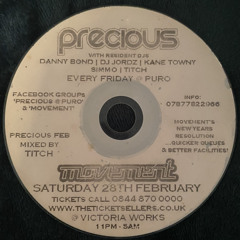 precious
WITH RESIDENT DJS
DANNY BOND | DJ JORDZ | KANE TOWNY
SIMMO | TITCH
EVERY FRIDAY @ PURO
FACEBOOK GROUPS
'PRECIOUS @ PURO'
& 'MOVEMENT'
INFO:
07877822966
PRECIOUS FEB
MIXED BY
TITCH
MOVEMENT'S
NEW YEARS
RESOLUTION
...QUICKER QUEUES
& BETTER FACILITIES!
movement
SATURDAY 28TH FEBRUARY
TICKETS CALL 0844 870 0000
WWW.THETICKETSELLERS.CO.UK
@ VICTORIA WORKS
11PM - 5AM